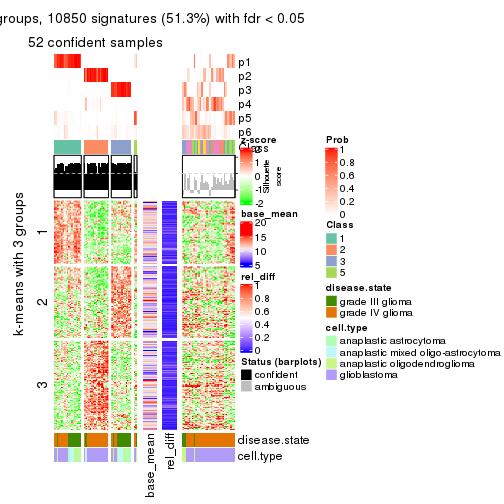 groups, 10850 signatures (51.3%) with fdr < 0.05
52 confident samples
p1
p2
p3
p4
p5
p6
Class
Silhouette
score
k-means with 3 groups
1
2
3
z-score
2
-2
base_mean
20
15
10
5
rel_diff
1
0.8
0.6
0.4
0.2
0
Status (barplots)
confident
ambiguous
Prob
1
0.8
0.6
0.4
0.2
0
Class
1
2
3
5
disease.state
grade III glioma
grade IV glioma
cell.type
anaplastic astrocytoma
anaplastic mixed oligo-astrocytoma
anaplastic oligodendroglioma
glioblastoma
disease.state
cell.type
base_mean
rel_diff